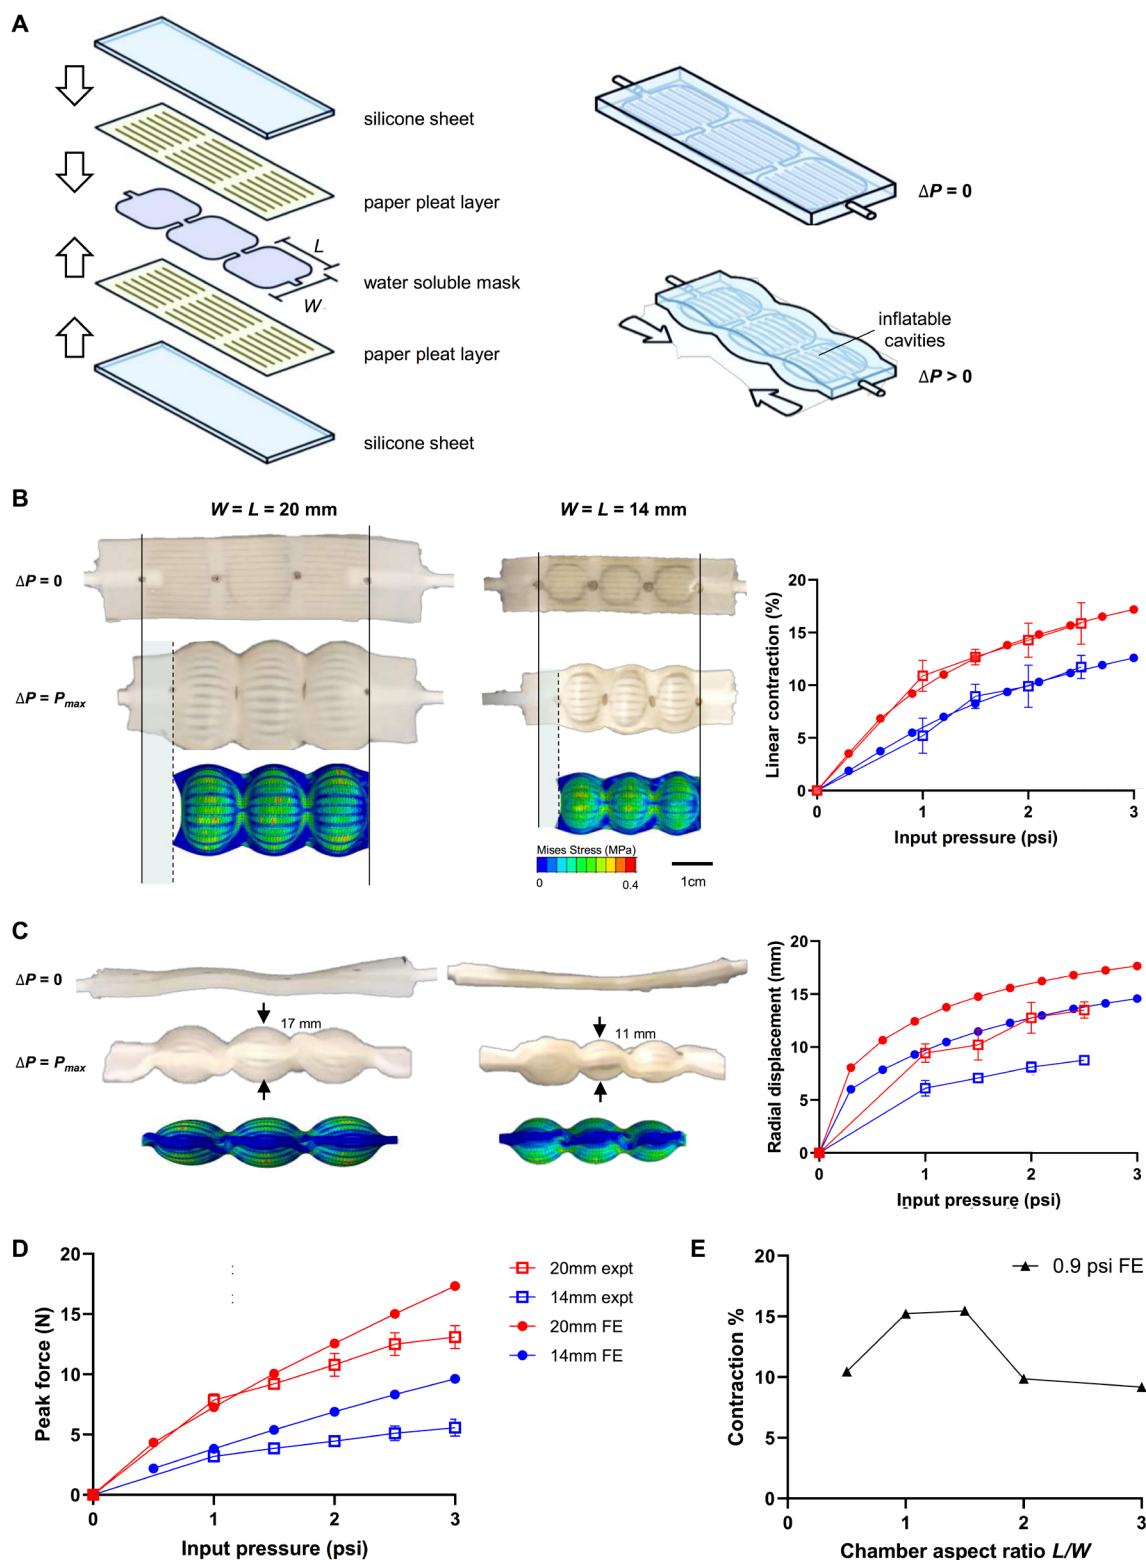 A
silicone sheet
paper pleat layer
L
water soluble mask
W
paper pleat layer
silicone sheet
ΔP = 0
inflatable
cavities
ΔP > 0
B
W = L = 20 mm
W = L = 14 mm
ΔP = 0
ΔP = Pmax
Mises Stress (MPa)
0
0.4
1cm
Linear contraction (%)
20
15
10
5
0
0 1 2 3
Input pressure (psi)
C
ΔP = 0
17 mm
11 mm
ΔP = Pmax
Radial displacement (mm)
20
15
10
5
0
0 1 2 3
Input pressure (psi)
D
Peak force (N)
20
15
10
5
0
0 1 2 3
Input pressure (psi)
20mm expt
14mm expt
20mm FE
14mm FE
E
0.9 psi FE
Contraction %
20
15
10
5
0
0 1 2 3
Chamber aspect ratio L/W